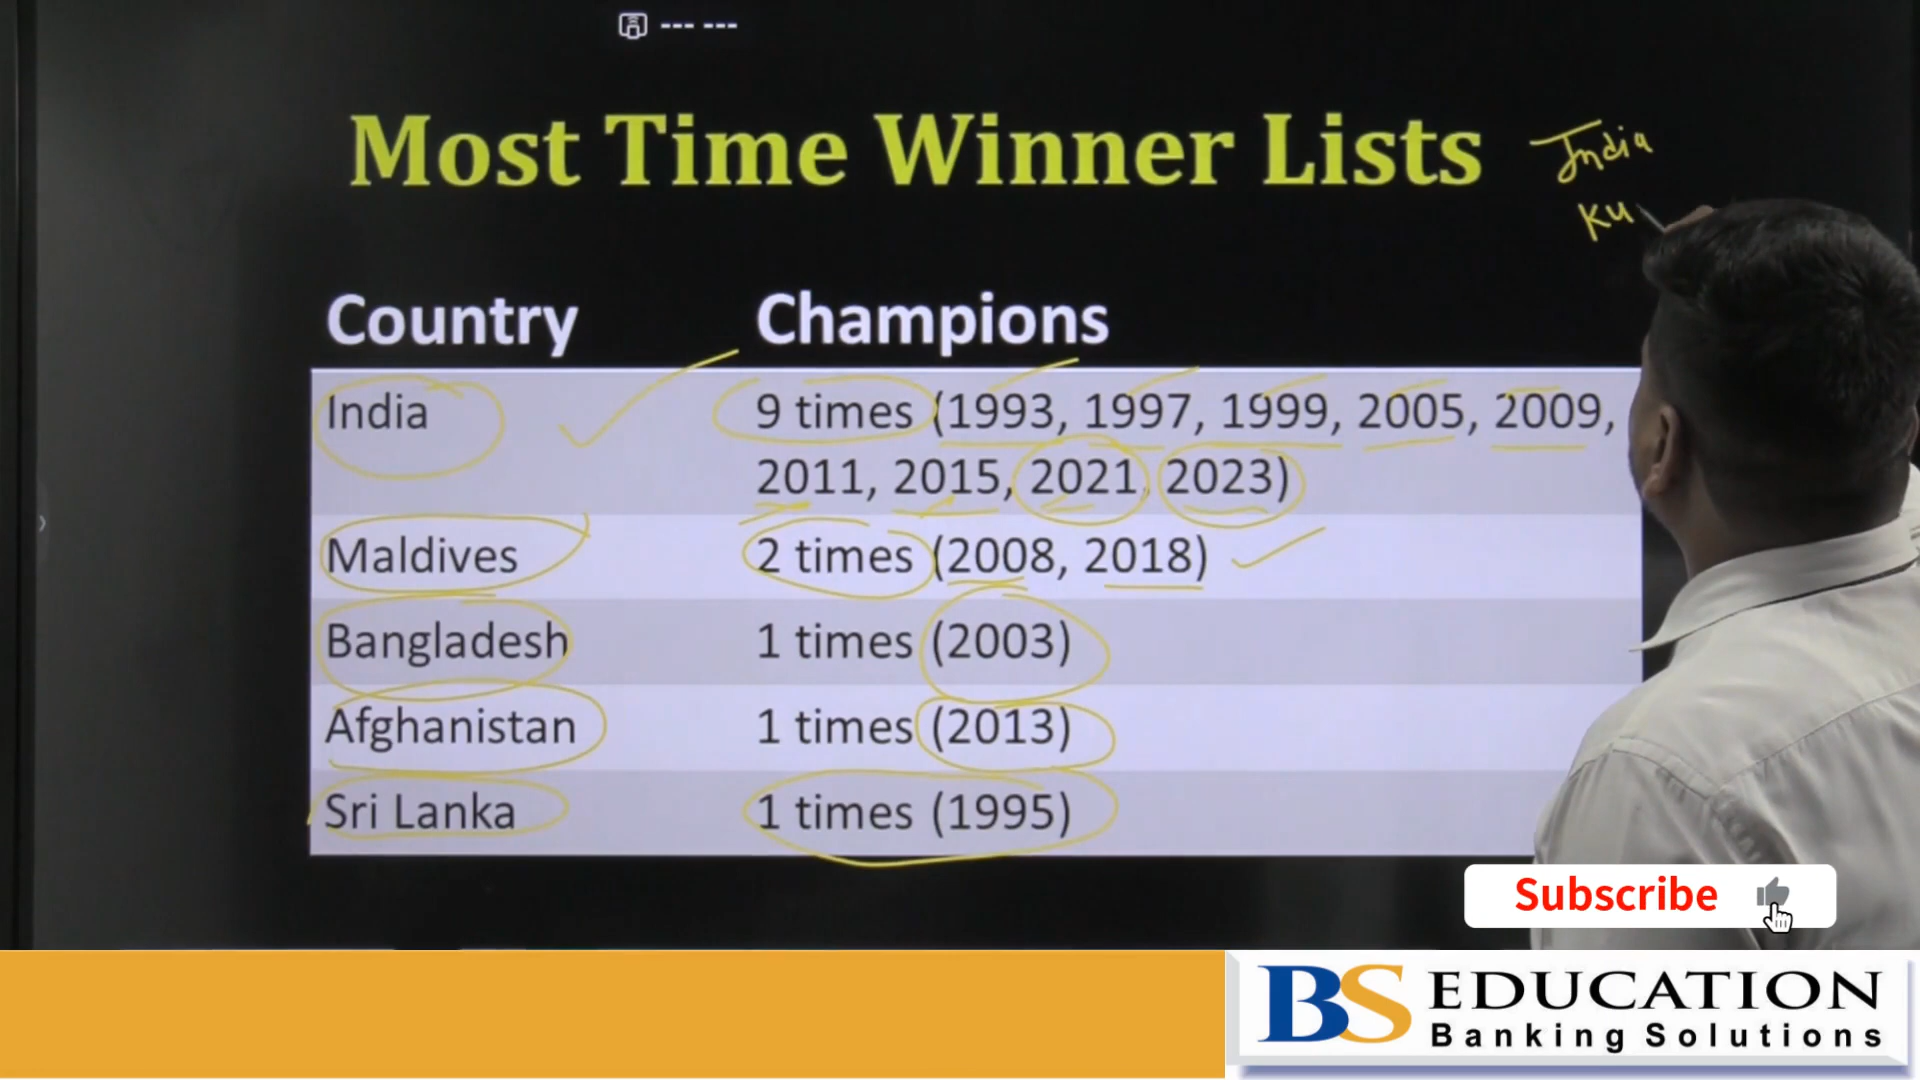 --- ---
Most Time Winner Lists
India
Ku
Country Champions
India 9 times (1993, 1997, 1999, 2005, 2009,
2011, 2015, 2021, 2023)
Maldives 2 times (2008, 2018)
Bangladesh 1 times (2003)
Afghanistan 1 times (2013)
Sri Lanka 1 times (1995)
Subscribe
BS EDUCATION
Banking Solutions